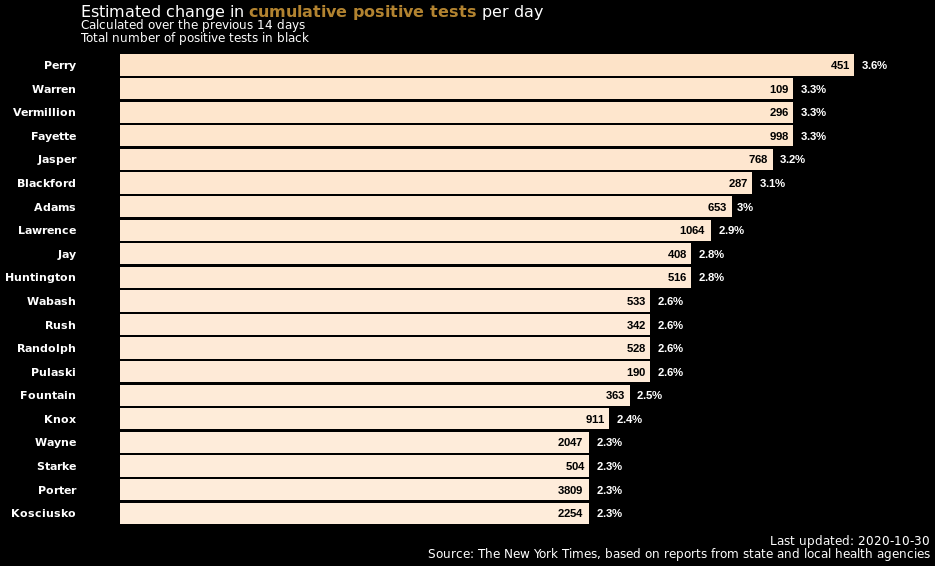 Estimated change in cumulative positive tests per day
Calculated over the previous 14 days
Total number of positive tests in black
Perry 451 3.6%
Warren 109 3.3%
Vermillion 296 3.3%
Fayette 998 3.3%
Jasper 768 3.2%
Blackford 287 3.1%
Adams 653 3%
Lawrence 1064 2.9%
Jay 408 2.8%
Huntington 516 2.8%
Wabash 533 2.6%
Rush 342 2.6%
Randolph 528 2.6%
Pulaski 190 2.6%
Fountain 363 2.5%
Knox 911 2.4%
Wayne 2047 2.3%
Starke 504 2.3%
Porter 3809 2.3%
Kosciusko 2254 2.3%
Last updated: 2020-10-30
Source: The New York Times, based on reports from state and local health agencies